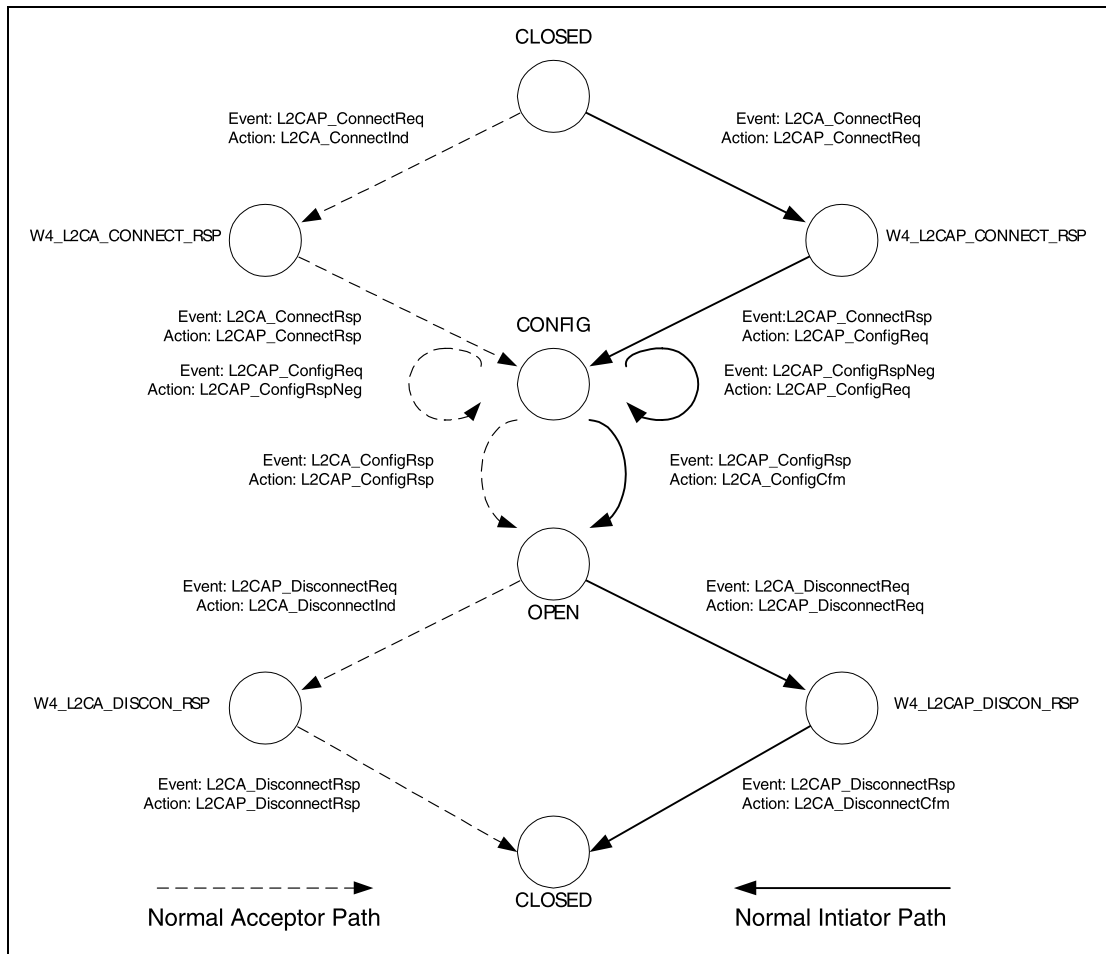 CLOSED
Event: L2CAP_ConnectReq
Action: L2CA_ConnectInd
Event: L2CA_ConnectReq
Action: L2CAP_ConnectReq
W4_L2CA_CONNECT_RSP
W4_L2CAP_CONNECT_RSP
Event: L2CA_ConnectRsp
Action: L2CAP_ConnectRsp
CONFIG
Event:L2CAP_ConnectRsp
Action: L2CAP_ConfigReq
Event: L2CAP_ConfigReq
Action: L2CAP_ConfigRspNeg
Event: L2CAP_ConfigRspNeg
Action: L2CAP_ConfigReq
Event: L2CA_ConfigRsp
Action: L2CAP_ConfigRsp
Event: L2CAP_ConfigRsp
Action: L2CA_ConfigCfm
Event: L2CAP_DisconnectReq
Action: L2CA_DisconnectInd
OPEN
Event: L2CA_DisconnectReq
Action: L2CAP_DisconnectReq
W4_L2CA_DISCON_RSP
W4_L2CAP_DISCON_RSP
Event: L2CA_DisconnectRsp
Action: L2CAP_DisconnectRsp
Event: L2CAP_DisconnectRsp
Action: L2CA_DisconnectCfm
CLOSED
Normal Acceptor Path
Normal Intiator Path